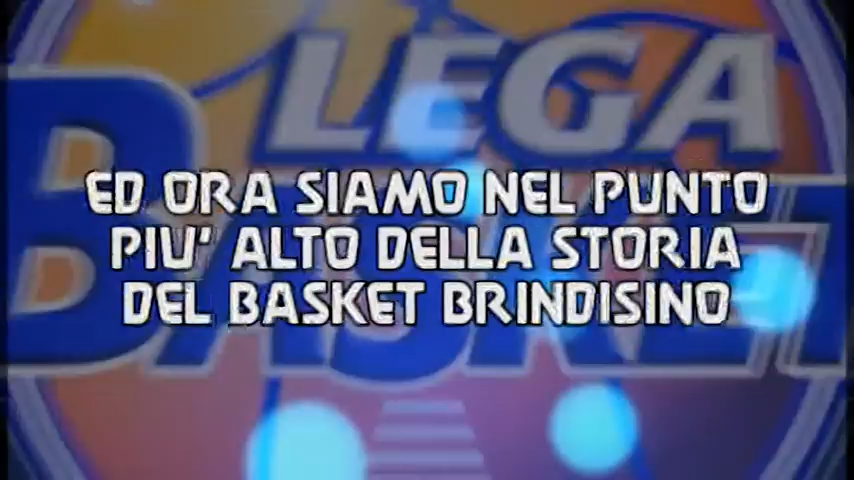 LEGA
BASKET
ED ORA SIAMO NEL PUNTO
PIU' ALTO DELLA STORIA
DEL BASKET BRINDISINO